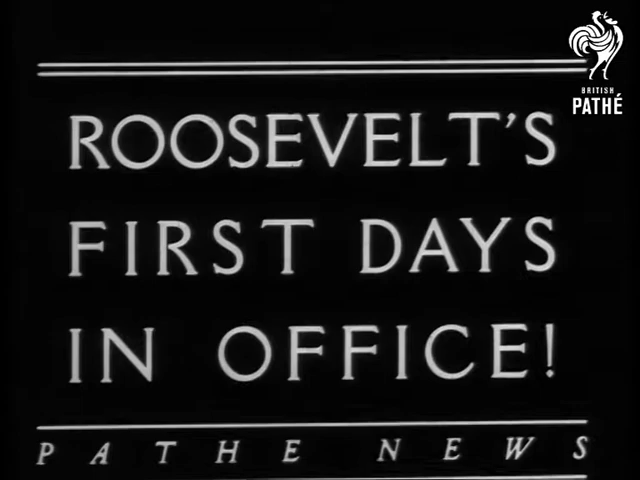 BRITISH
PATHÉ
ROOSEVELT'S
FIRST DAYS
IN OFFICE!
PATHE NEWS